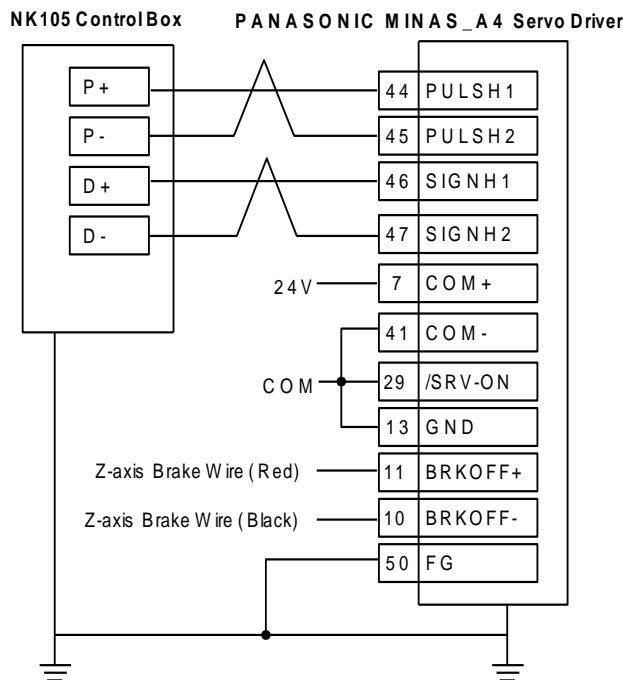 NK105 Control Box
PANASONIC MINAS_A4 Servo Driver
P+
44 PULSH1
P-
45 PULSH2
D+
46 SIGNH1
D-
47 SIGNH2
24V
7 COM+
41 COM-
COM
29 /SRV-ON
13 GND
Z-axis Brake Wire (Red)
11 BRKOFF+
Z-axis Brake Wire (Black)
10 BRKOFF-
50 FG